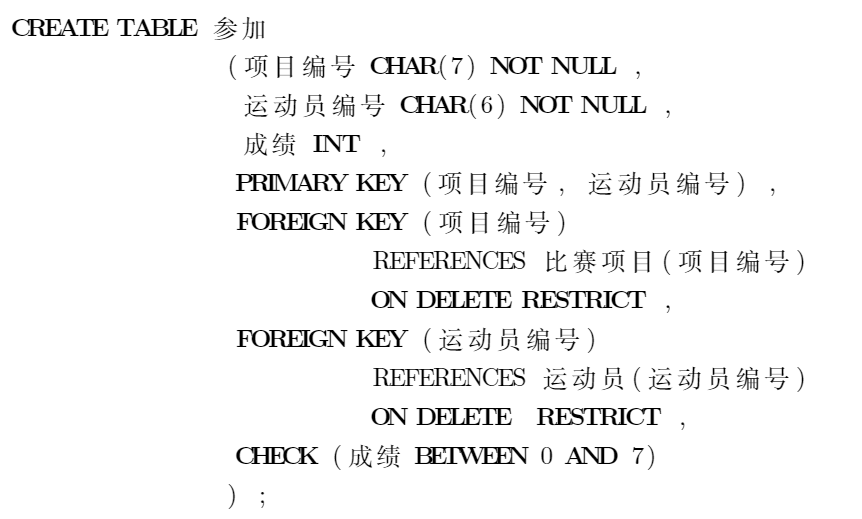 CREATE TABLE 参加
(项目编号 CHAR(7) NOT NULL ,
运动员编号 CHAR(6) NOT NULL ,
成绩 INT ,
PRIMARY KEY (项目编号, 运动员编号),
FOREIGN KEY (项目编号)
REFERENCES 比赛项目(项目编号)
ON DELETE RESTRICT ,
FOREIGN KEY (运动员编号)
REFERENCES 运动员(运动员编号)
ON DELETE RESTRICT ,
CHECK (成绩 BETWEEN 0 AND 7)
) ;